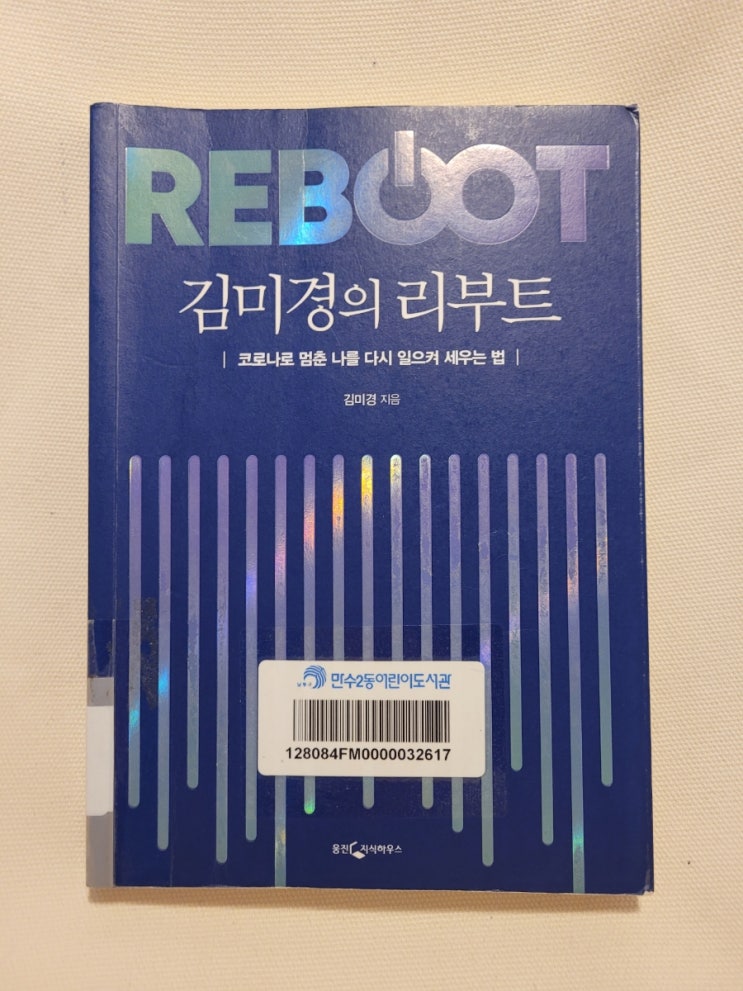 REBOOT
김미경의 리부트
| 코로나로 멈춘 나를 다시 일으켜 세우는 법 |
김미경 지음
만수2동어린이도서관
128084FM0000032617
웅진 지식하우스